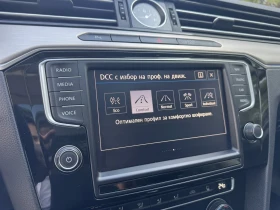 DCC с избор на проф. на движ.
RADIO
MEDIA
PHONE
VOICE
Eco Comfort Normal Sport Individual
Оптимален профил за комфортно шофиране.